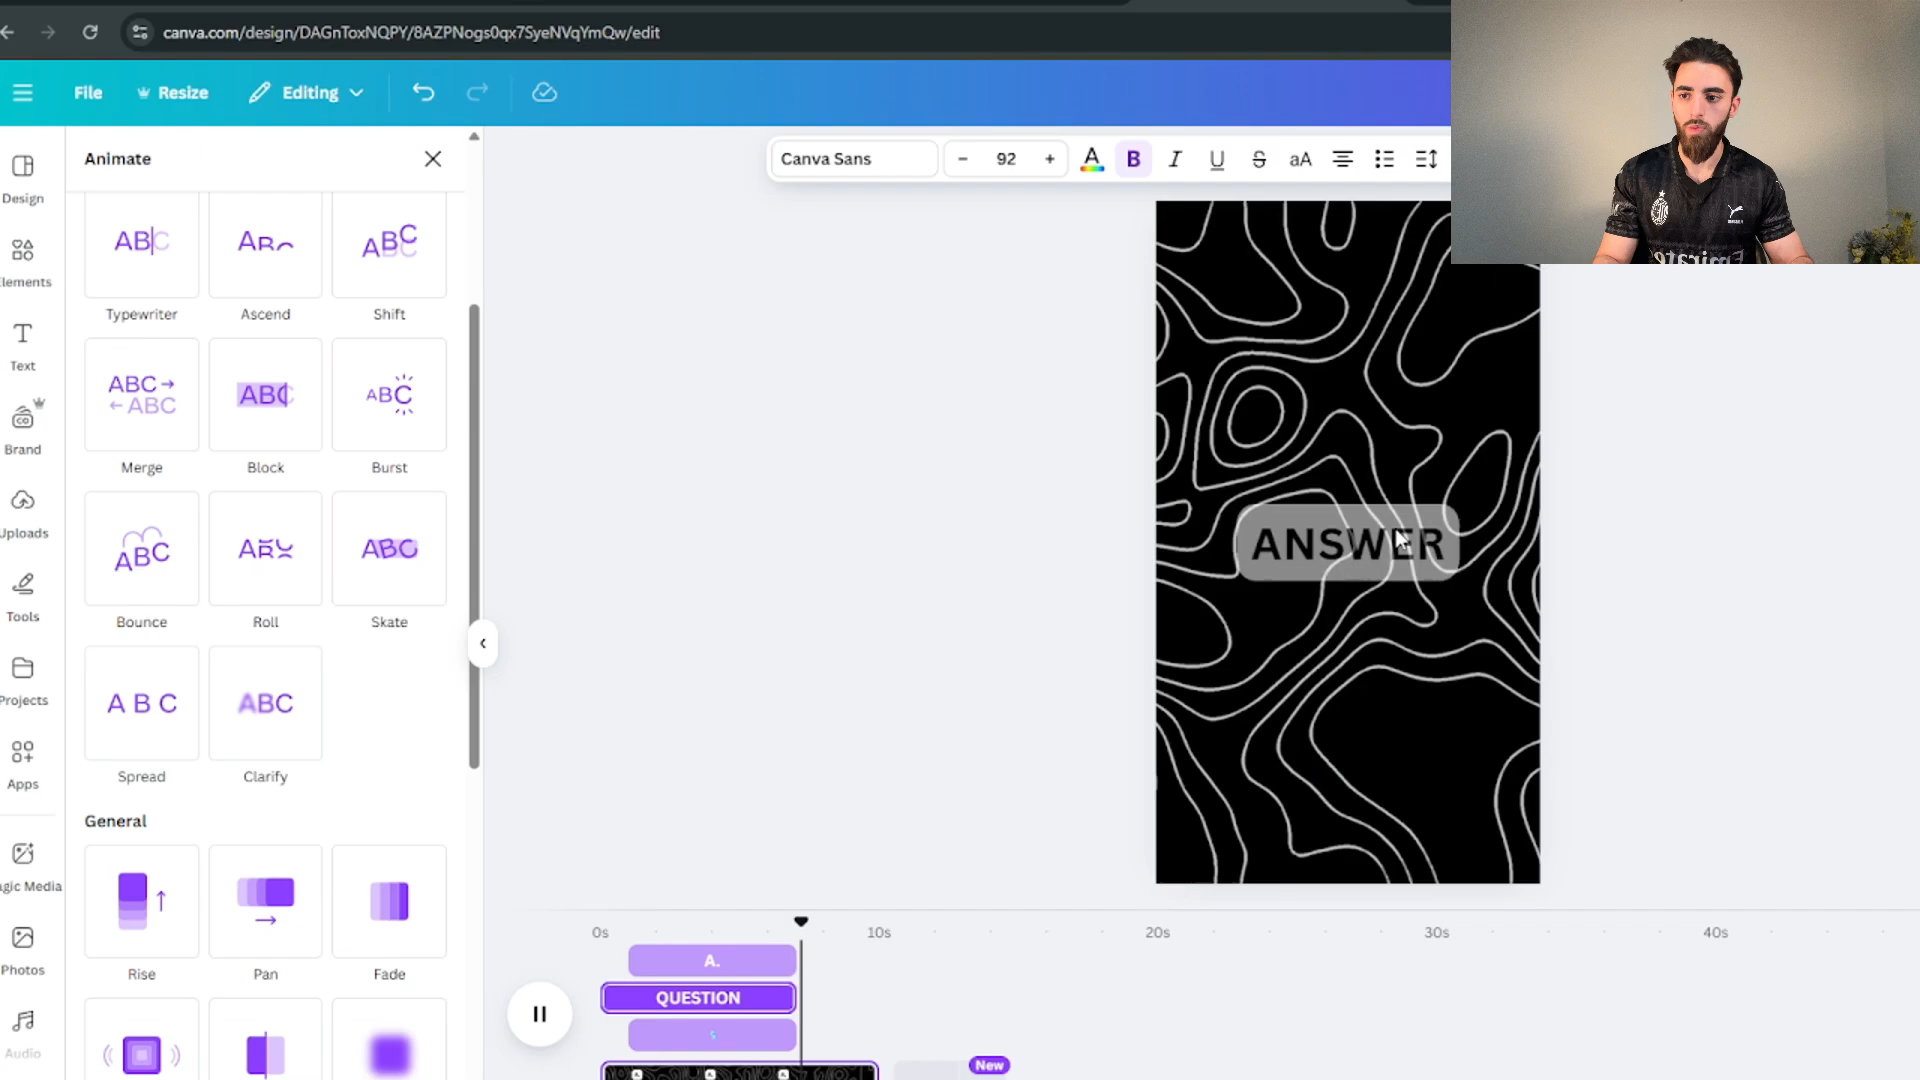 canva.com/design/DAGnToxNQPY/8AZPNogs0qx7SyeNVqYmQw/edit
File
Resize
Editing
Animate
Canva Sans
92
aA
Design
Elements
Text
Brand
Uploads
Tools
Projects
Apps
Magic Media
Photos
Audio
Typewriter
Ascend
Shift
Merge
Block
Burst
Bounce
Roll
Skate
Spread
Clarify
General
Rise
Pan
Fade
ANSWER
0s
10s
20s
30s
40s
A.
QUESTION
New